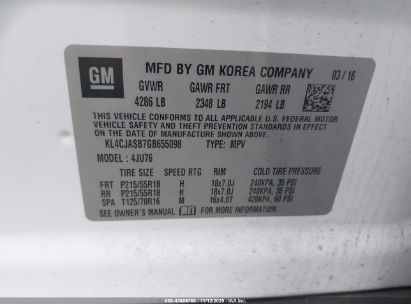 GM
MFD BY GM KOREA COMPANY 03/16
GVWR GAWR FRT GAWR RR
4286 LB 2348 LB 2194 LB
THIS VEHICLE CONFORMS TO ALL APPLICABLE U.S. FEDERAL MOTOR
VEHICLE SAFETY AND THEFT PREVENTION STANDARDS IN EFFECT
ON THE DATE OF MANUFACTURE SHOWN ABOVE.
KL4CJASB7GB655098 TYPE: MPV
MODEL: 4JU76
TIRE SIZE SPEED RTG RIM COLD TIRE PRESSURE
FRT P215/55R18 H 18x7.0J 240KPA, 35 PSI
RR P215/55R18 H 18x7.0J 240KPA, 35 PSI
SPA T125/70R16 M 16x4.0T 420KPA, 60 PSI
SEE OWNER'S MANUAL FOR MORE INFORMATION.